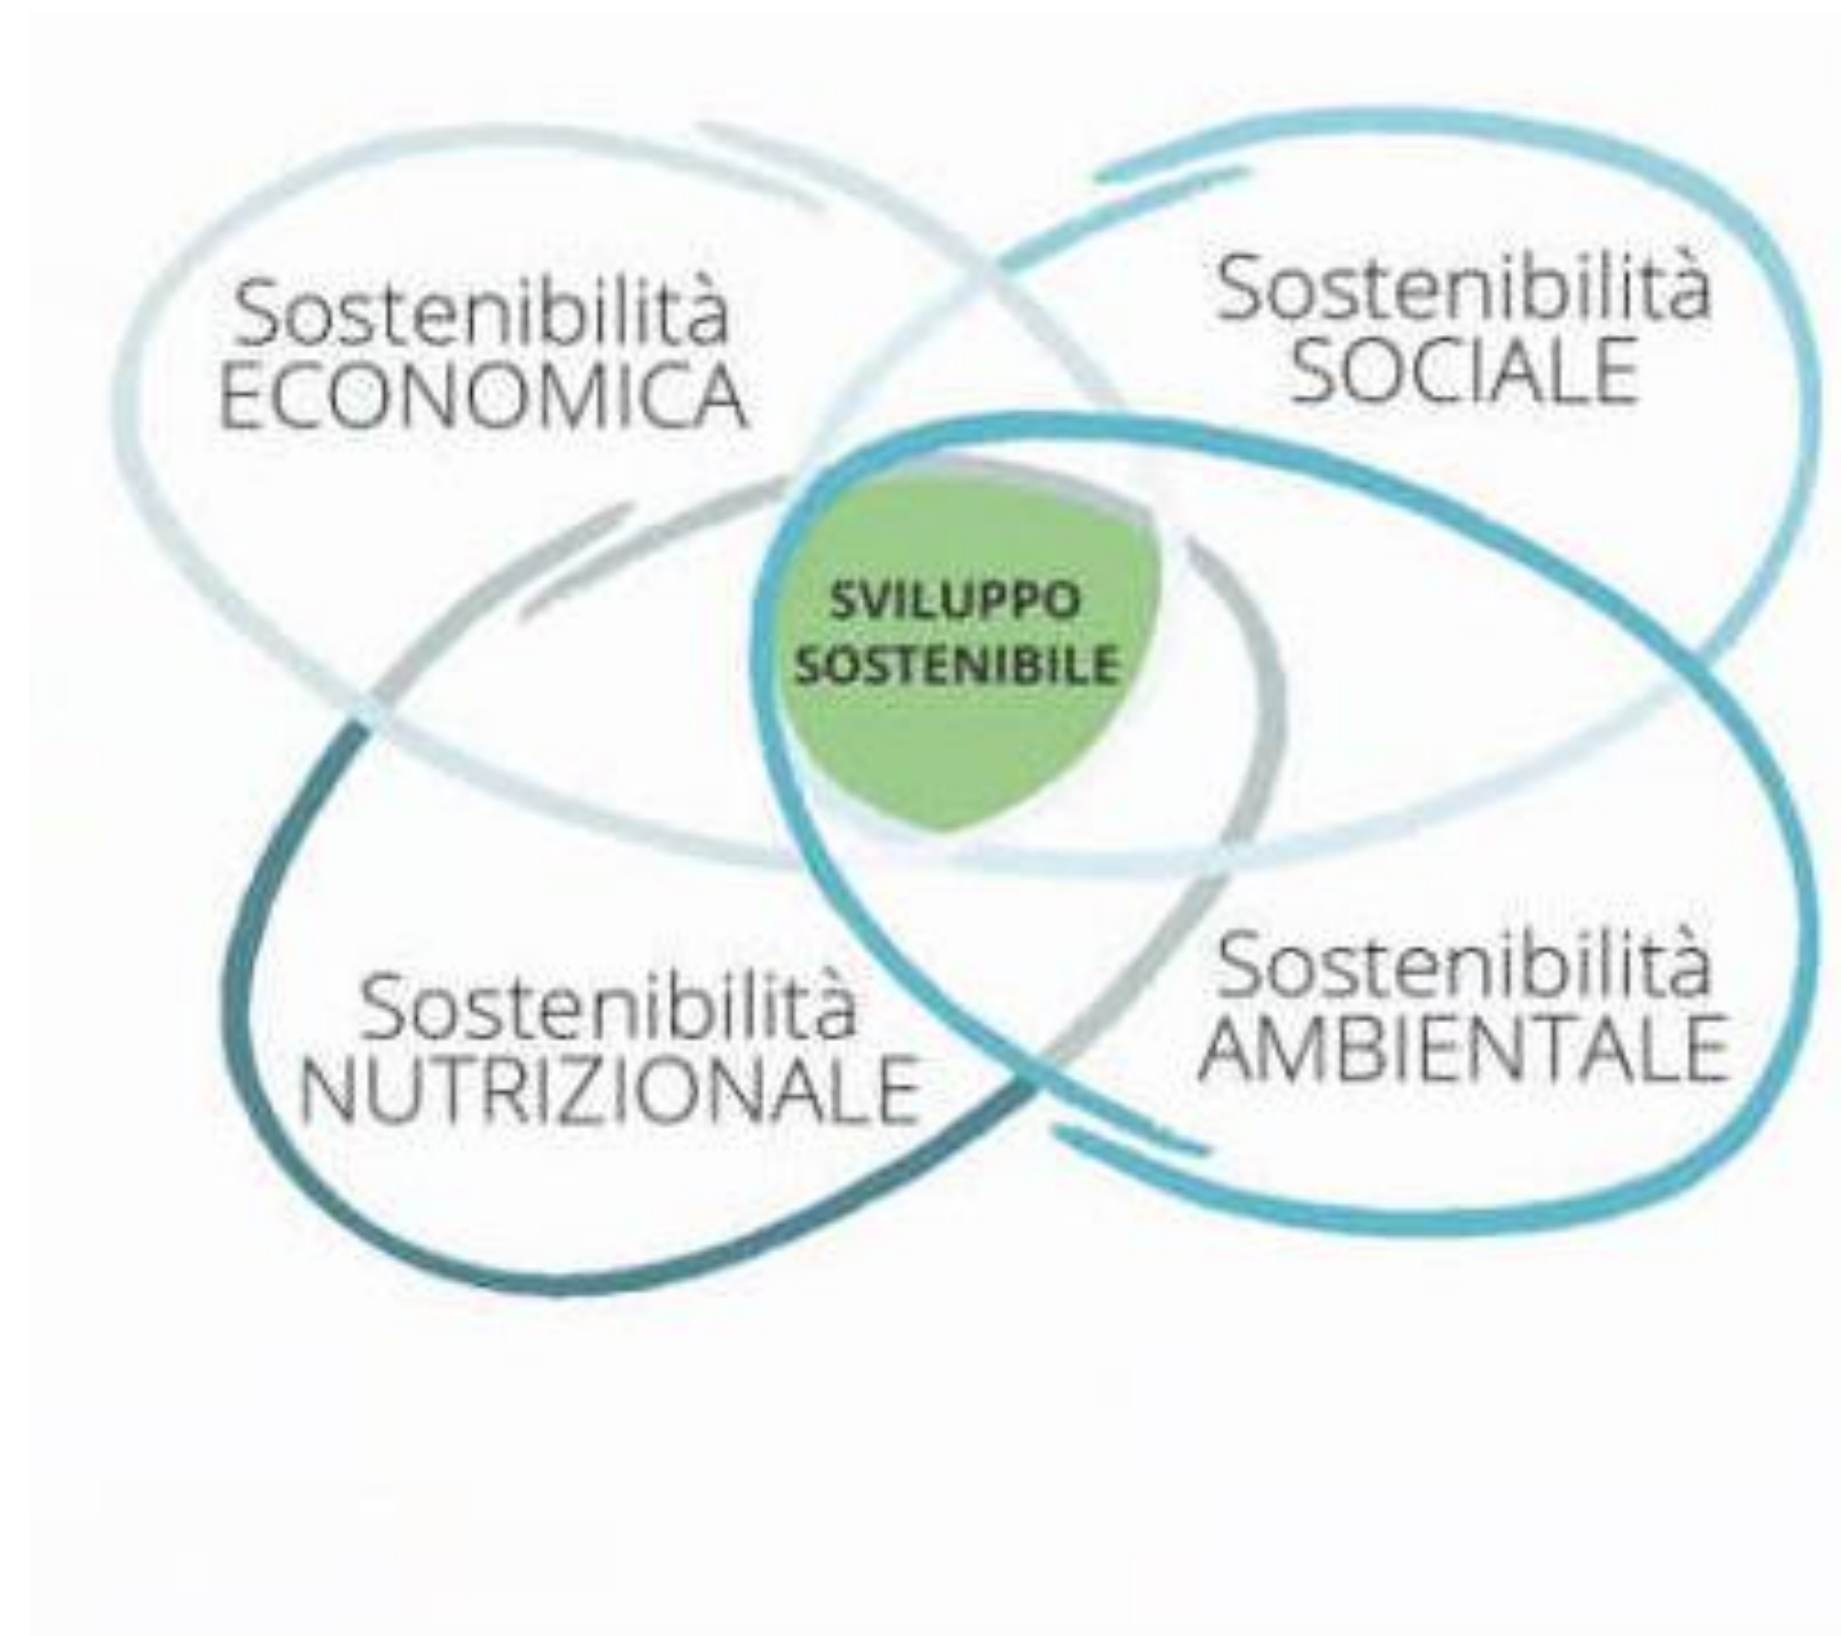 Sostenibilità
ECONOMICA
Sostenibilità
SOCIALE
SVILUPPO
SOSTENIBILE
Sostenibilità
NUTRIZIONALE
Sostenibilità
AMBIENTALE